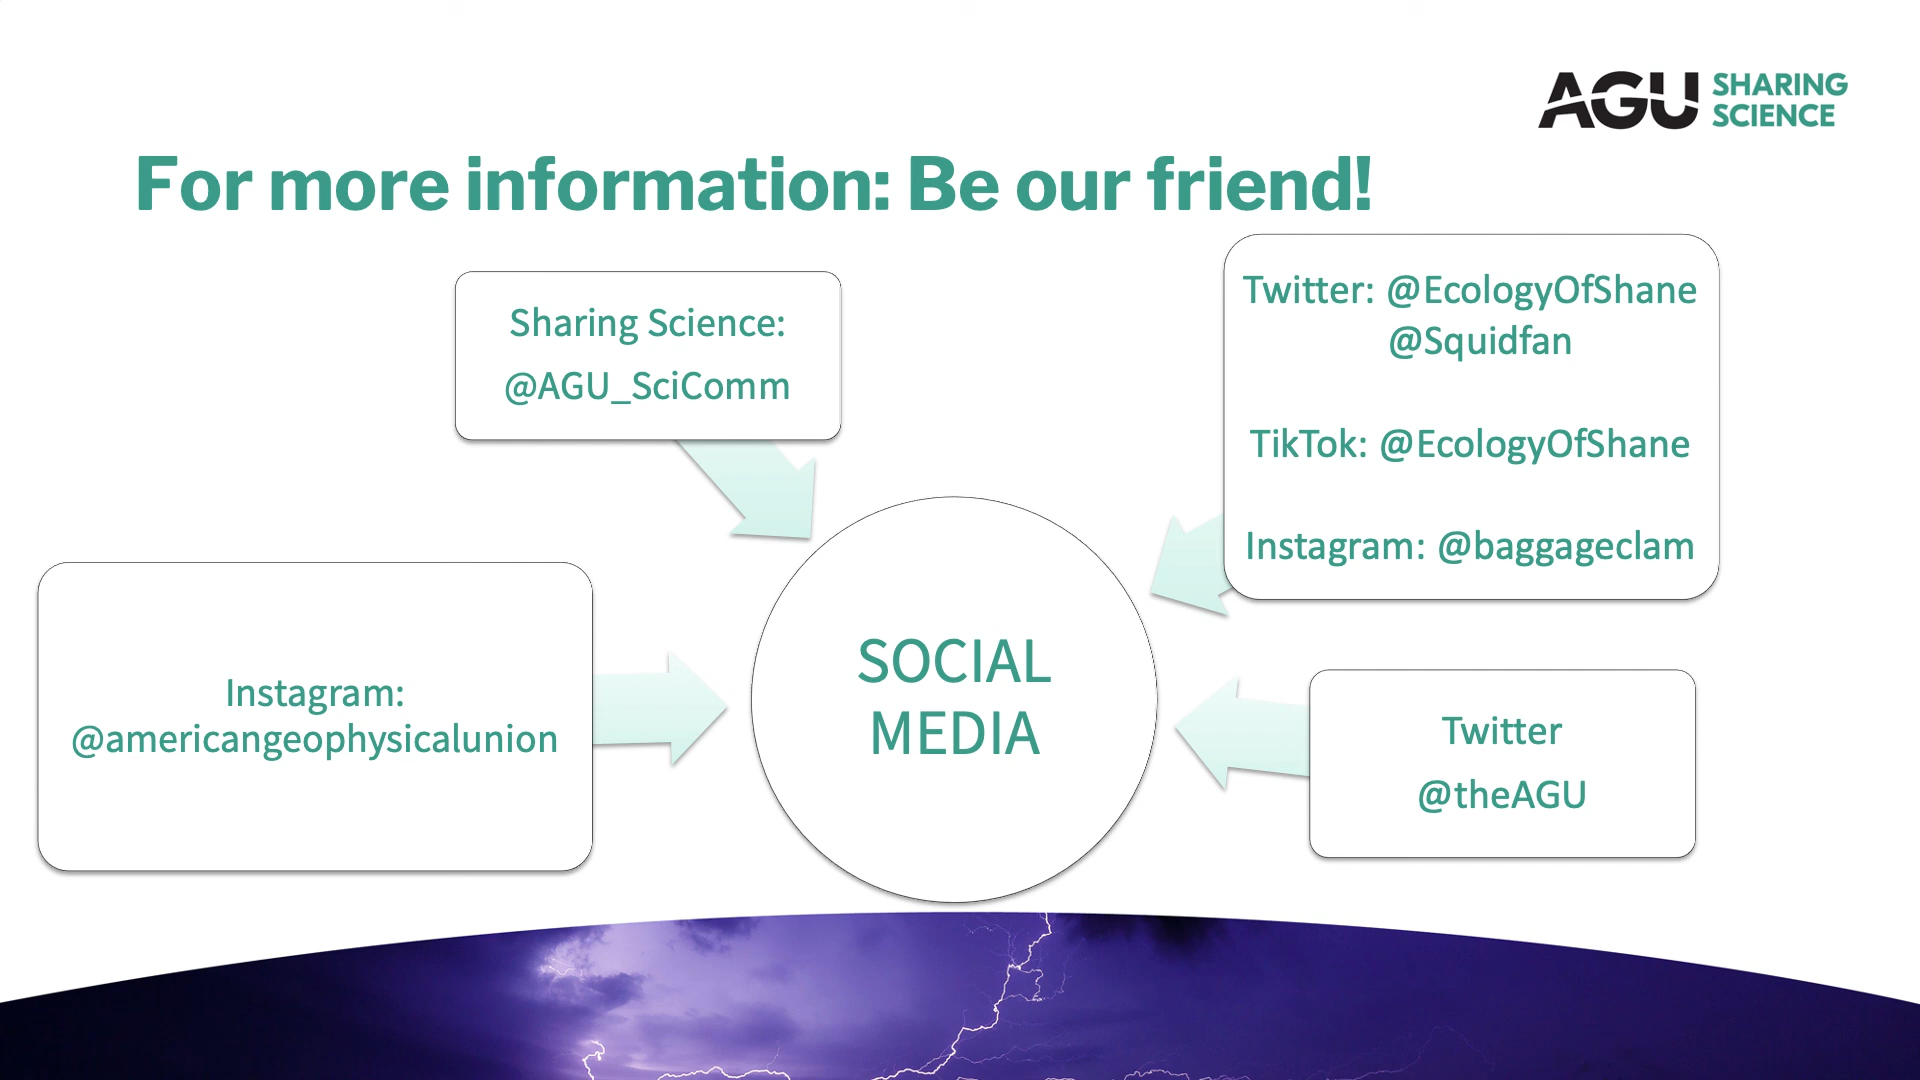 AGU SHARING
SCIENCE
For more information: Be our friend!
Sharing Science:
@AGU_SciComm
Twitter: @EcologyOfShane
@Squidfan
TikTok: @EcologyOfShane
Instagram: @baggageclam
Instagram:
@americangeophysicalunion
SOCIAL
MEDIA
Twitter
@theAGU